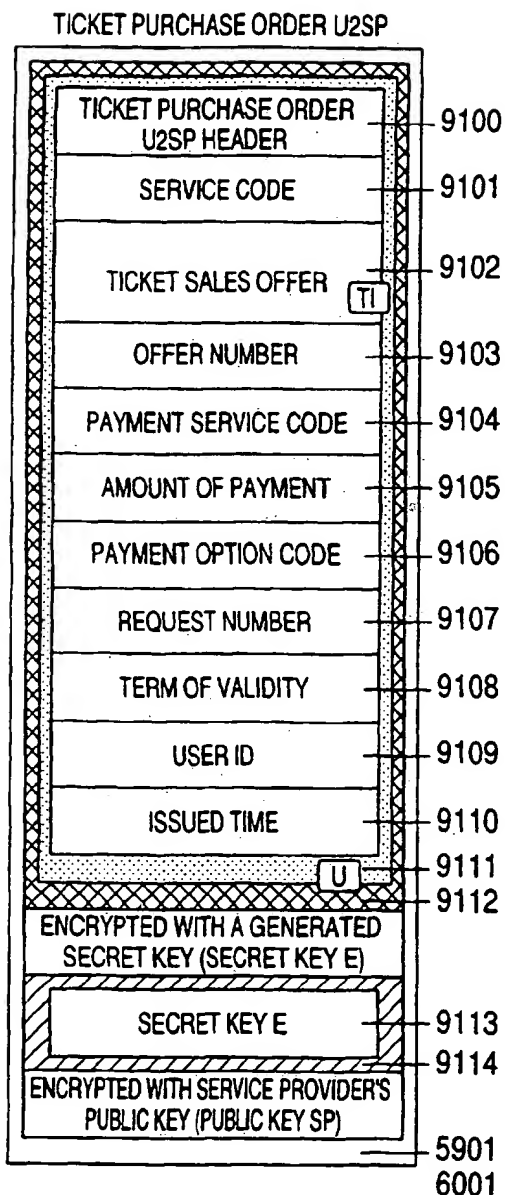 TICKET PURCHASE ORDER U2SP
TICKET PURCHASE ORDER
U2SP HEADER
9100
SERVICE CODE
9101
TICKET SALES OFFER
9102
TI
OFFER NUMBER
9103
PAYMENT SERVICE CODE
9104
AMOUNT OF PAYMENT
9105
PAYMENT OPTION CODE
9106
REQUEST NUMBER
9107
TERM OF VALIDITY
9108
USER ID
9109
ISSUED TIME
9110
U
9111
9112
ENCRYPTED WITH A GENERATED
SECRET KEY (SECRET KEY E)
SECRET KEY E
9113
9114
ENCRYPTED WITH SERVICE PROVIDER'S
PUBLIC KEY (PUBLIC KEY SP)
5901
6001